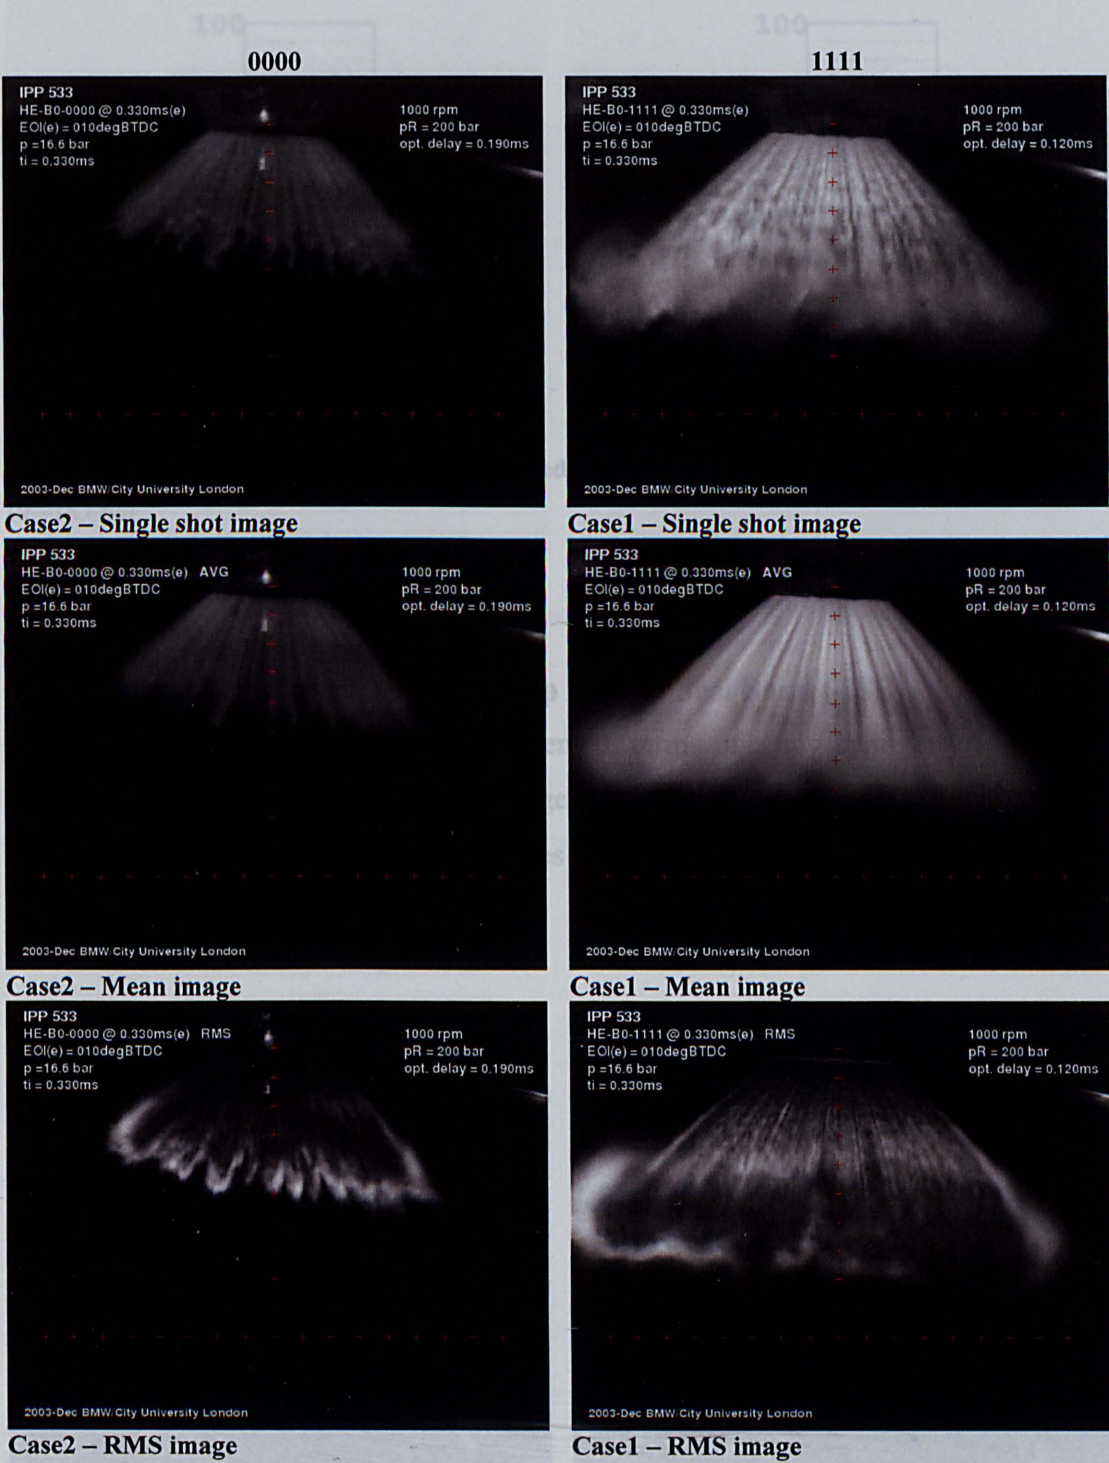 0000
1111
IPP 533
HE-B0-0000 @ 0.330ms(e)
EOI(e) = 010degBTDC
p =16.6 bar
ti = 0.330ms
1000 rpm
pR = 200 bar
opt. delay = 0.190ms
2003-Dec BMW/City University London
IPP 533
HE-B0-1111 @ 0.330ms(e)
EOI(e) = 010degBTDC
p =16.6 bar
ti = 0.330ms
1000 rpm
pR = 200 bar
opt. delay = 0.120ms
2003-Dec BMW/City University London
Case2 – Single shot image
Case1 – Single shot image
IPP 533
HE-B0-0000 @ 0.330ms(e) AVG
EOI(e) = 010degBTDC
p =16.6 bar
ti = 0.330ms
1000 rpm
pR = 200 bar
opt. delay = 0.190ms
2003-Dec BMW/City University London
IPP 533
HE-B0-1111 @ 0.330ms(e) AVG
EOI(e) = 010degBTDC
p =16.6 bar
ti = 0.330ms
1000 rpm
pR = 200 bar
opt. delay = 0.120ms
2003-Dec BMW/City University London
Case2 – Mean image
Case1 – Mean image
IPP 533
HE-B0-0000 @ 0.330ms(e) RMS
EOI(e) = 010degBTDC
p =16.6 bar
ti = 0.330ms
1000 rpm
pR = 200 bar
opt. delay = 0.190ms
2003-Dec BMW/City University London
IPP 533
HE-B0-1111 @ 0.330ms(e) RMS
EOI(e) = 010degBTDC
p =16.6 bar
ti = 0.330ms
1000 rpm
pR = 200 bar
opt. delay = 0.120ms
2003-Dec BMW/City University London
Case2 – RMS image
Case1 – RMS image